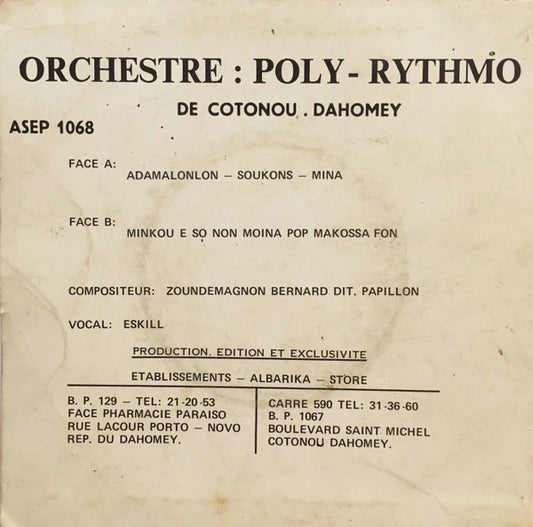 ORCHESTRE : POLY - RYTHMO
DE COTONOU . DAHOMEY
ASEP 1068
FACE A:
ADAMALONLON – SOUKONS – MINA
FACE B:
MINKOU E SO NON MOINA POP MAKOSSA FON
COMPOSITEUR: ZOUNDEMAGNON BERNARD DIT. PAPILLON
VOCAL: ESKILL
PRODUCTION. EDITION ET EXCLUSIVITE
ETABLISSEMENTS – ALBARIKA – STORE
B. P. 129 – TEL: 21-20-53
FACE PHARMACIE PARAISO
RUE LACOUR PORTO – NOVO
REP. DU DAHOMEY.
CARRE 590 TEL: 31-36-60
B. P. 1067
BOULEVARD SAINT MICHEL
COTONOU DAHOMEY.